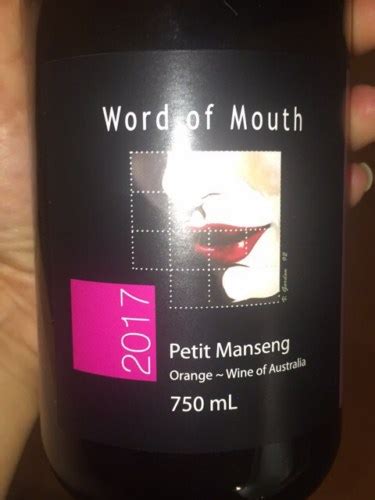 Word of Mouth
2017
Petit Manseng
Orange ~ Wine of Australia
750 mL